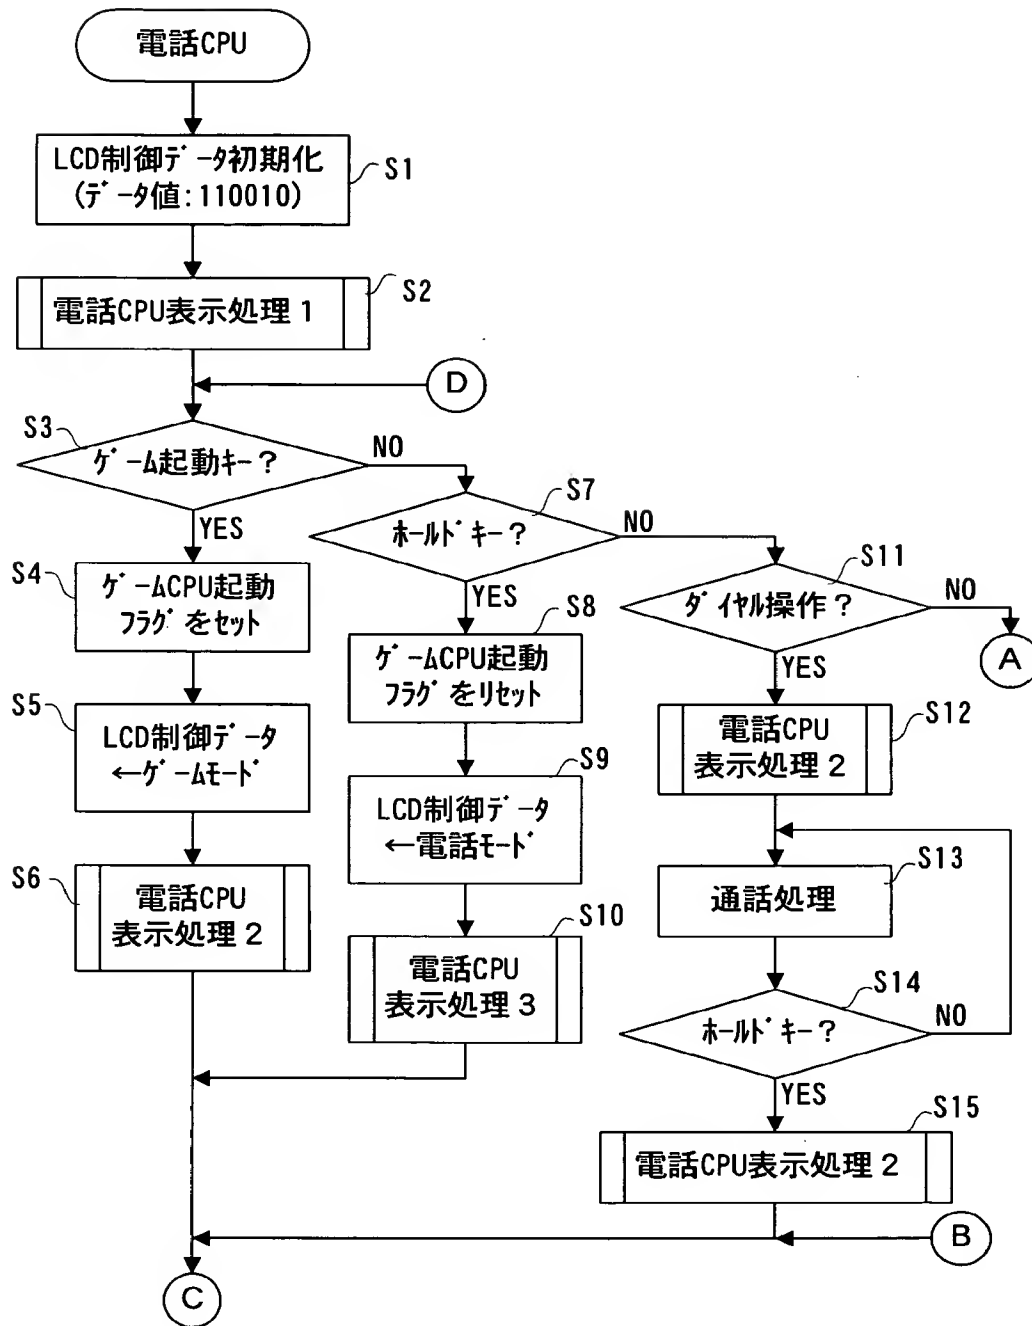 電話CPU
LCD制御ﾃﾞｰﾀ初期化
(ﾃﾞｰﾀ値:110010)
S1
電話CPU表示処理１
S2
D
S3
ｹﾞｰﾑ起動キー？
NO
YES
S4
ｹﾞｰﾑCPU起動
ﾌﾗｸﾞをｾｯﾄ
S5
LCD制御ﾃﾞｰﾀ
←ｹﾞｰﾑﾓｰﾄﾞ
S6
電話CPU
表示処理２
S7
ﾎｰﾙﾄﾞｷｰ？
NO
YES
S8
ｹﾞｰﾑCPU起動
ﾌﾗｸﾞをﾘｾｯﾄ
S9
LCD制御ﾃﾞｰﾀ
←電話ﾓｰﾄﾞ
S10
電話CPU
表示処理３
S11
ﾀﾞｲﾔﾙ操作？
NO
A
YES
S12
電話CPU
表示処理２
S13
通話処理
S14
ﾎｰﾙﾄﾞｷｰ？
NO
YES
S15
電話CPU表示処理２
B
C